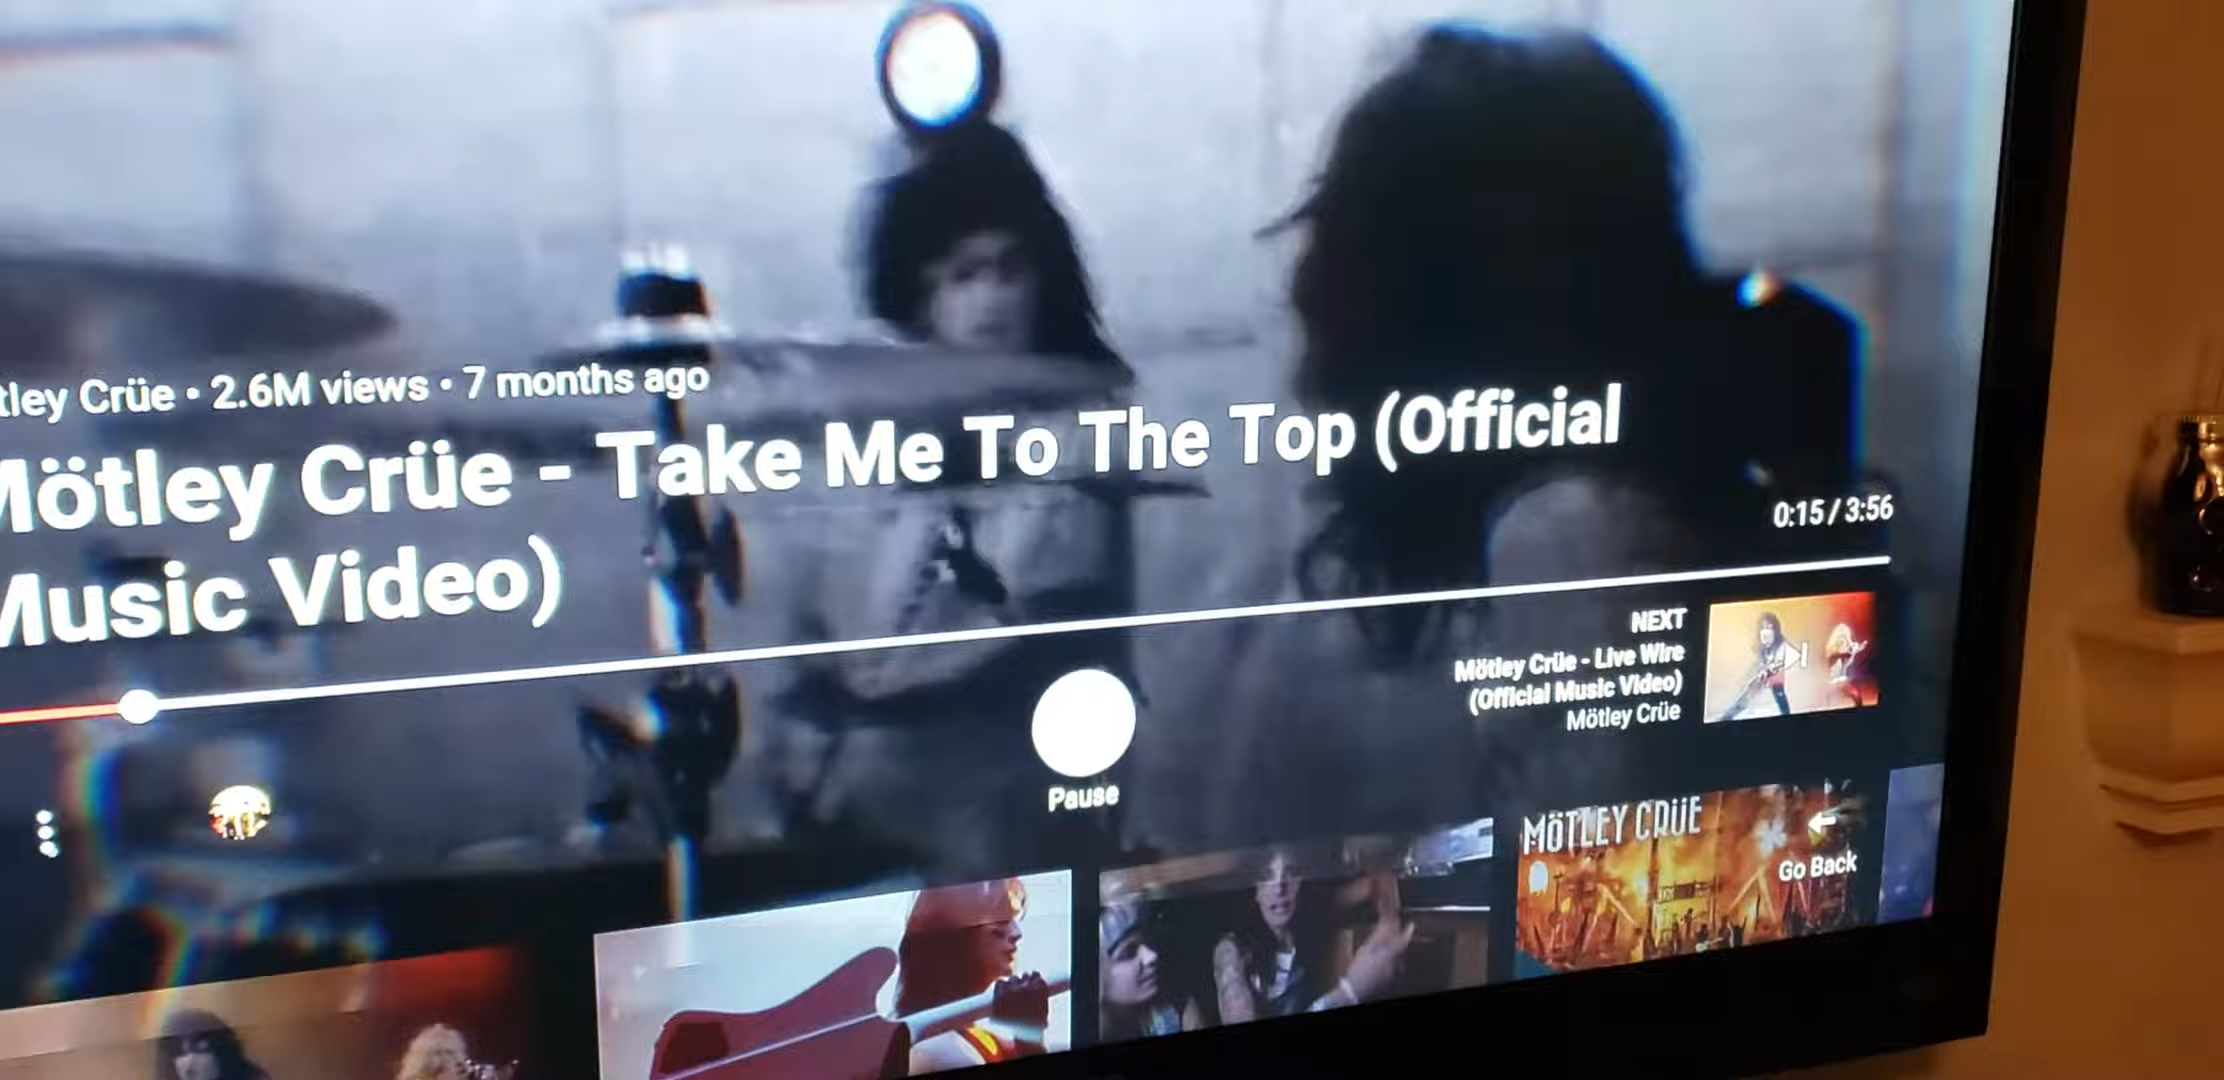 tley Crüe • 2.6M views • 7 months ago
Mötley Crüe - Take Me To The Top (Official
Music Video)
0:15 / 3:56
NEXT
Mötley Crüe - Live Wire
(Official Music Video)
Mötley Crüe
Pause
MÖTLEY CRÜE
Go Back